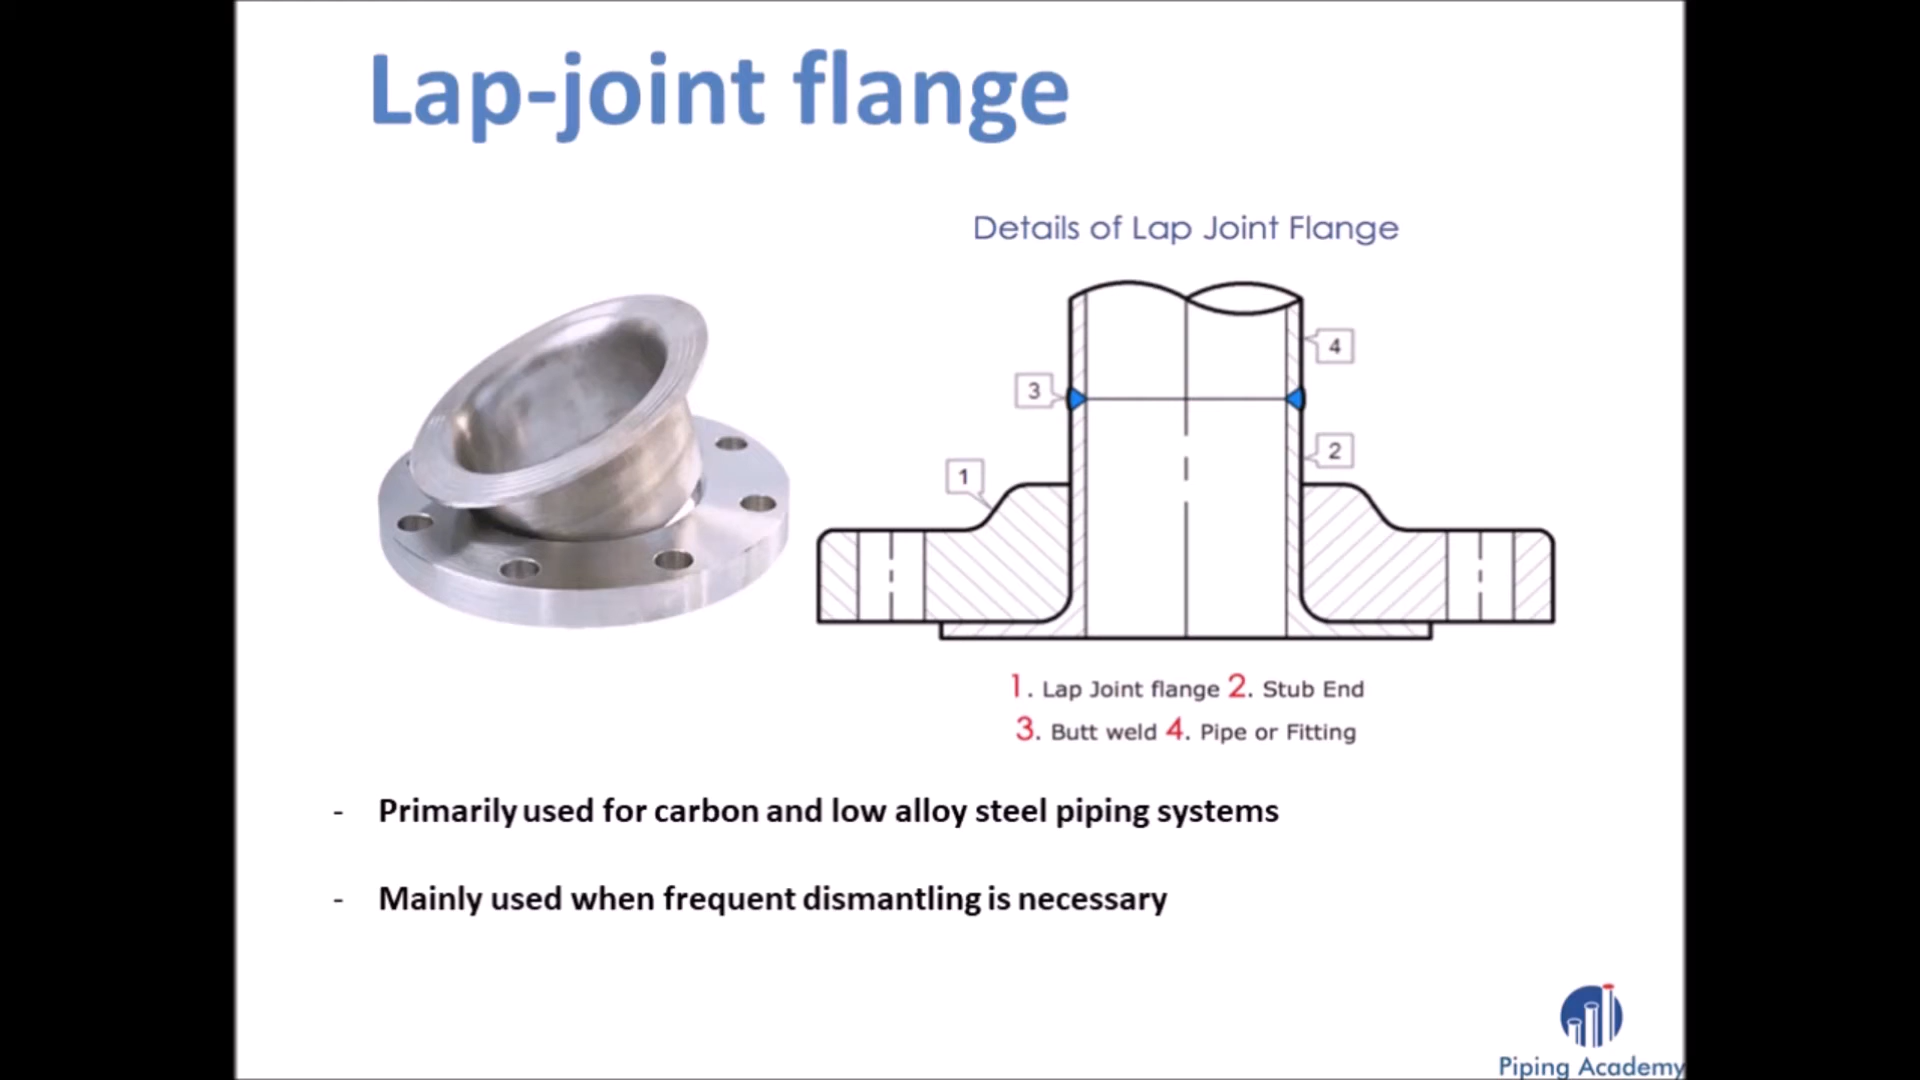 Lap-joint flange
Details of Lap Joint Flange
4
3
2
1
1. Lap Joint flange 2. Stub End
3. Butt weld 4. Pipe or Fitting
- Primarily used for carbon and low alloy steel piping systems
- Mainly used when frequent dismantling is necessary
Piping Academy